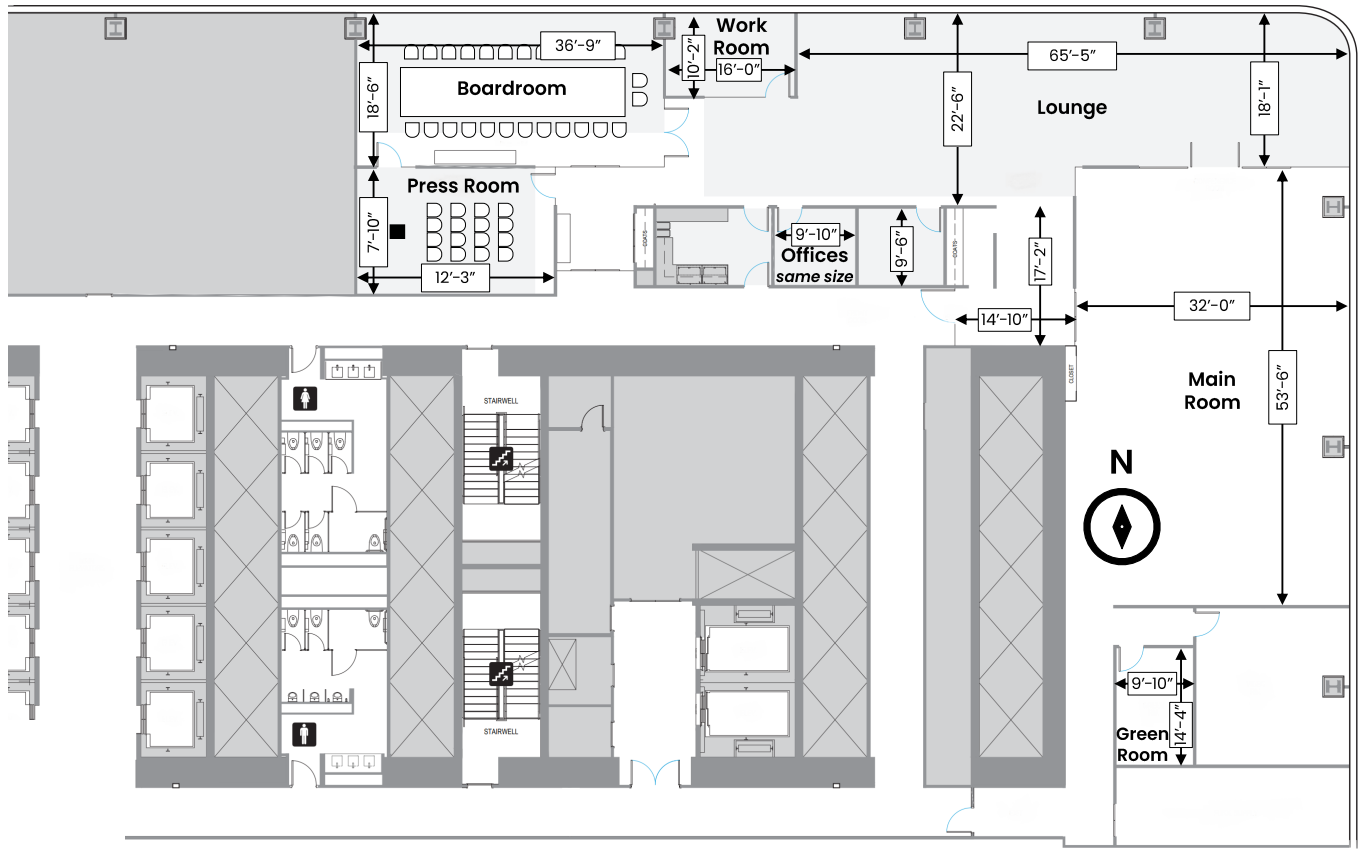 Work
Room
36’-9”
10’-2”
16’-0”
65’-5”
18’-6”
Boardroom
22’-6”
Lounge
18’-1”
Press Room
7’-10”
12’-3”
COATS
9’-10”
Offices
same size
9’-6”
COATS
17’-2”
14’-10”
32’-0”
CLOSET
Main
Room
53’-6”
STAIRWELL
N
STAIRWELL
9’-10”
14’-4”
Green
Room